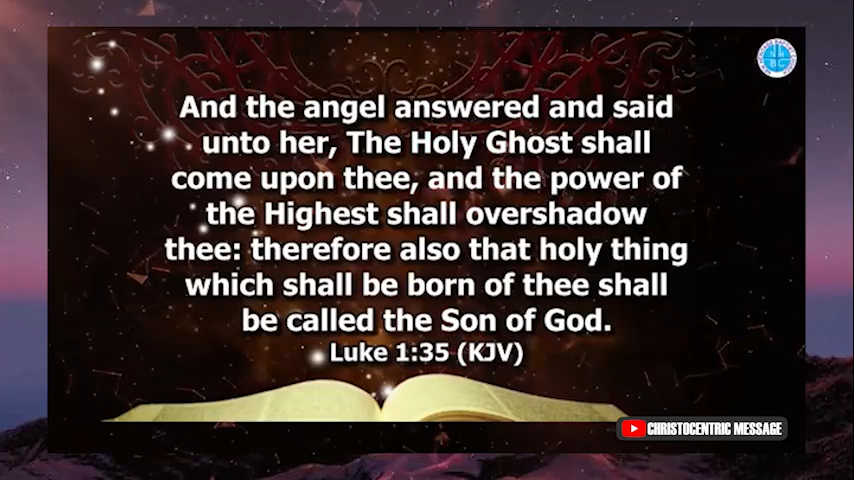 And the angel answered and said
unto her, The Holy Ghost shall
come upon thee, and the power of
the Highest shall overshadow
thee: therefore also that holy thing
which shall be born of thee shall
be called the Son of God.
Luke 1:35 (KJV)
CHRISTOCENTRIC MESSAGE